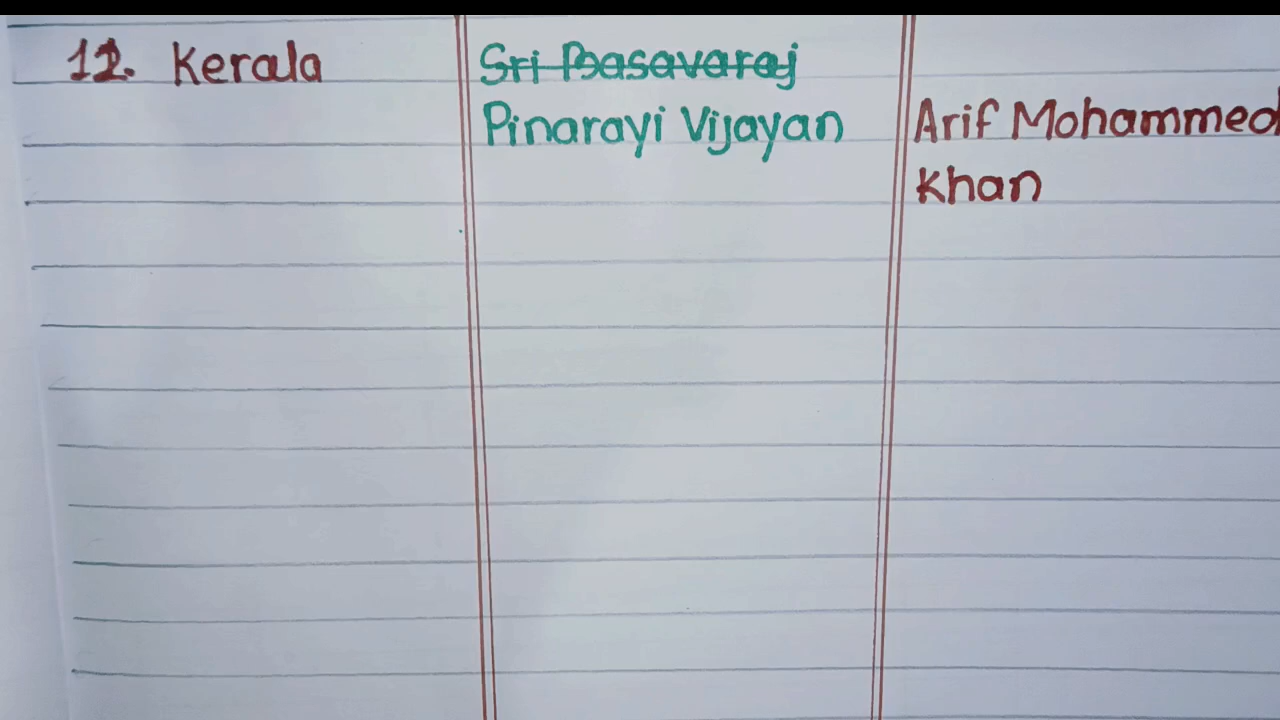 12. Kerala
Sri Basavaraj
Pinarayi Vijayan
Arif Mohammed
Khan